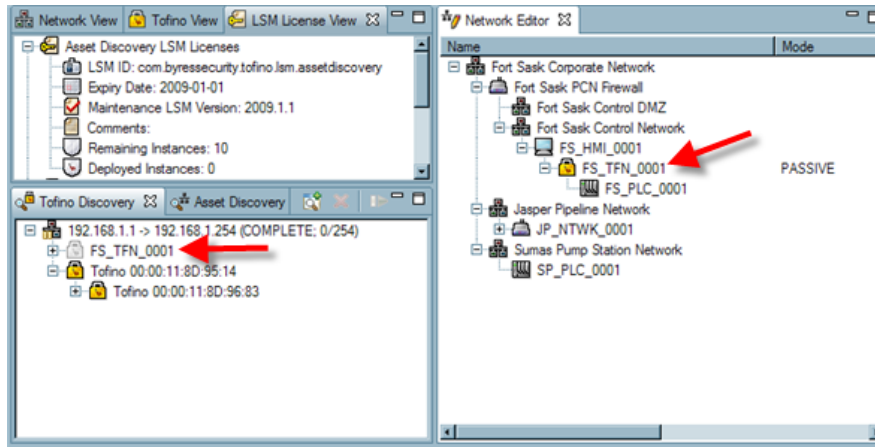 Network View Tofino View LSM License View
Asset Discovery LSM Licenses
LSM ID: com.byressecurity.tofino.lsm.assetdiscovery
Expiry Date: 2009-01-01
Maintenance LSM Version: 2009.1.1
Comments:
Remaining Instances: 10
Deployed Instances: 0
Tofino Discovery Asset Discovery
192.168.1.1 -> 192.168.1.254 (COMPLETE; 0/254)
FS_TFN_0001
Tofino 00:00:11:8D:95:14
Tofino 00:00:11:8D:96:83
Network Editor
Name Mode
Fort Sask Corporate Network
Fort Sask PCN Firewall
Fort Sask Control DMZ
Fort Sask Control Network
FS_HMI_0001
FS_TFN_0001 PASSIVE
FS_PLC_0001
Jasper Pipeline Network
JP_NTWK_0001
Sumas Pump Station Network
SP_PLC_0001